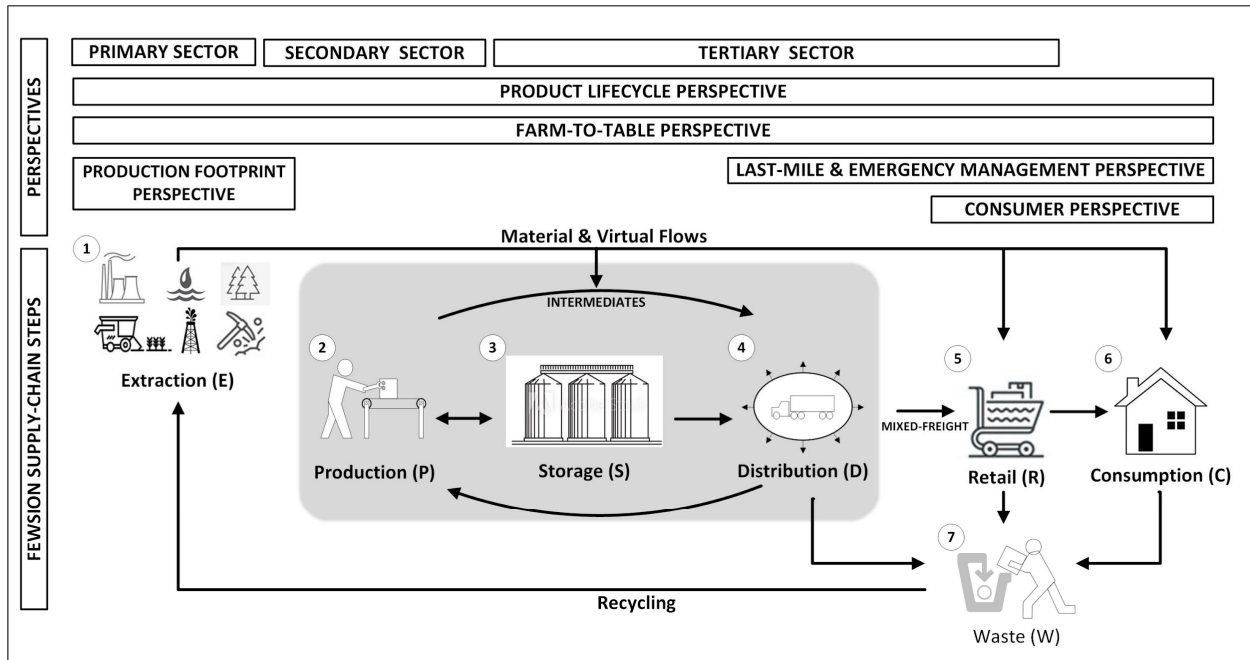 PERSPECTIVES
PRIMARY SECTOR
SECONDARY SECTOR
TERTIARY SECTOR
PRODUCT LIFECYCLE PERSPECTIVE
FARM-TO-TABLE PERSPECTIVE
PRODUCTION FOOTPRINT
PERSPECTIVE
LAST-MILE & EMERGENCY MANAGEMENT PERSPECTIVE
CONSUMER PERSPECTIVE
FEWSION SUPPLY-CHAIN STEPS
Material & Virtual Flows
1
Extraction (E)
INTERMEDIATES
2
Production (P)
3
Storage (S)
4
Distribution (D)
MIXED-FREIGHT
5
Retail (R)
6
Consumption (C)
7
Waste (W)
Recycling